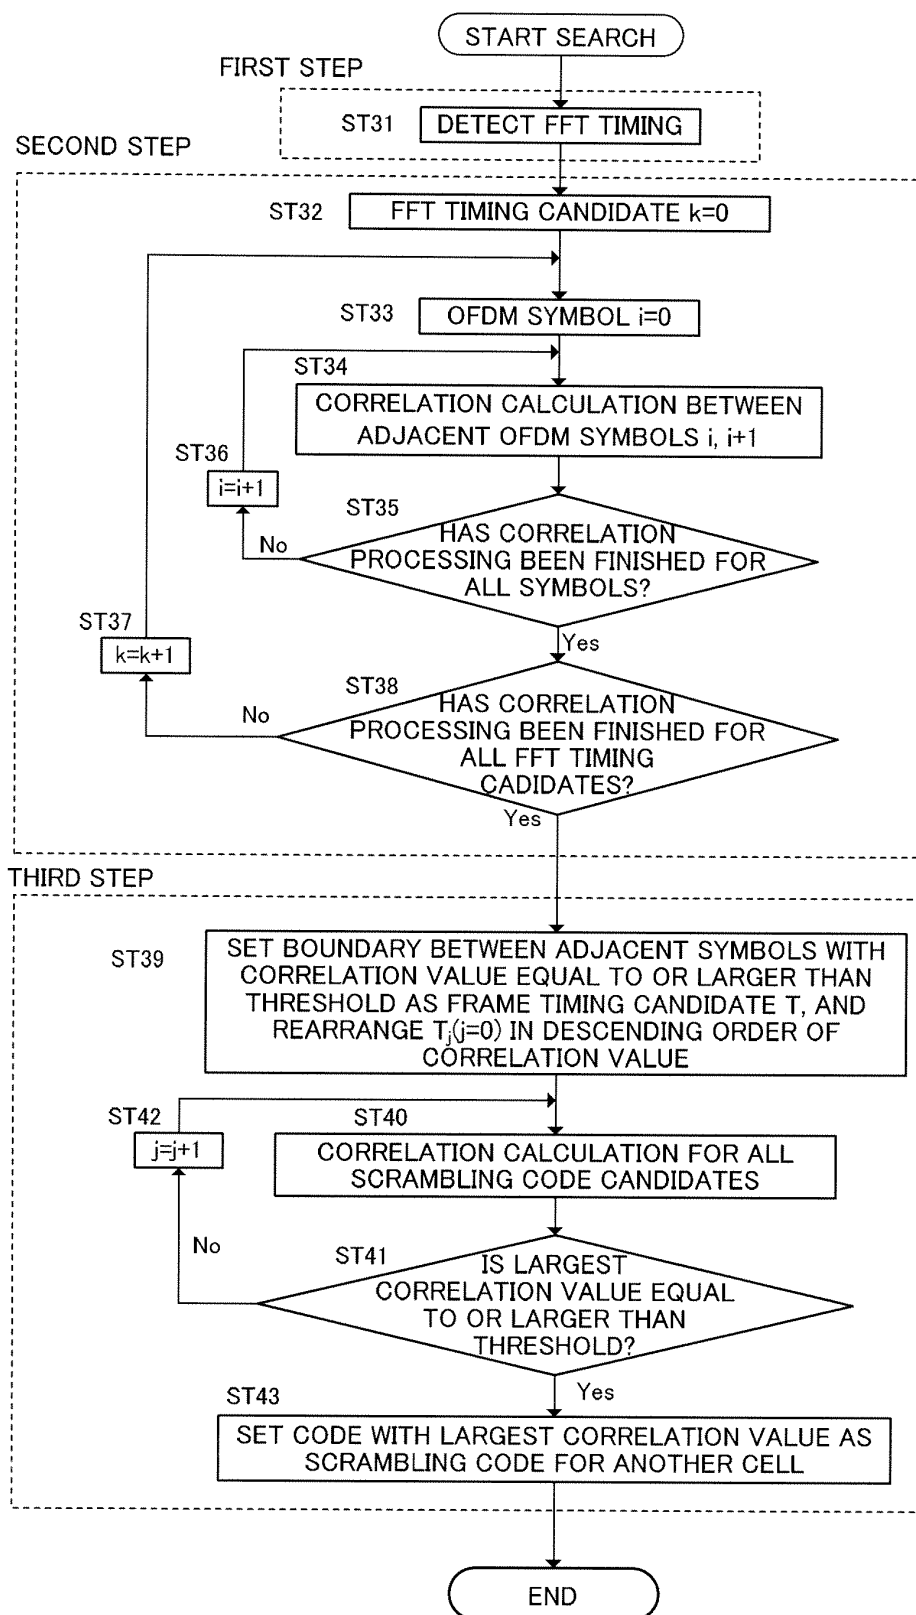 START SEARCH
FIRST STEP
ST31
DETECT FFT TIMING
SECOND STEP
ST32
FFT TIMING CANDIDATE k=0
ST33
OFDM SYMBOL i=0
ST34
CORRELATION CALCULATION BETWEEN
ADJACENT OFDM SYMBOLS i, i+1
ST36
i=i+1
ST35
No
HAS CORRELATION
PROCESSING BEEN FINISHED FOR
ALL SYMBOLS?
ST37
k=k+1
Yes
ST38
No
HAS CORRELATION
PROCESSING BEEN FINISHED FOR
ALL FFT TIMING
CADIDATES?
Yes
THIRD STEP
ST39
SET BOUNDARY BETWEEN ADJACENT SYMBOLS WITH
CORRELATION VALUE EQUAL TO OR LARGER THAN
THRESHOLD AS FRAME TIMING CANDIDATE T, AND
REARRANGE Tj(j=0) IN DESCENDING ORDER OF
CORRELATION VALUE
ST42
j=j+1
ST40
CORRELATION CALCULATION FOR ALL
SCRAMBLING CODE CANDIDATES
No
ST41
IS LARGEST
CORRELATION VALUE EQUAL
TO OR LARGER THAN
THRESHOLD?
Yes
ST43
SET CODE WITH LARGEST CORRELATION VALUE AS
SCRAMBLING CODE FOR ANOTHER CELL
END